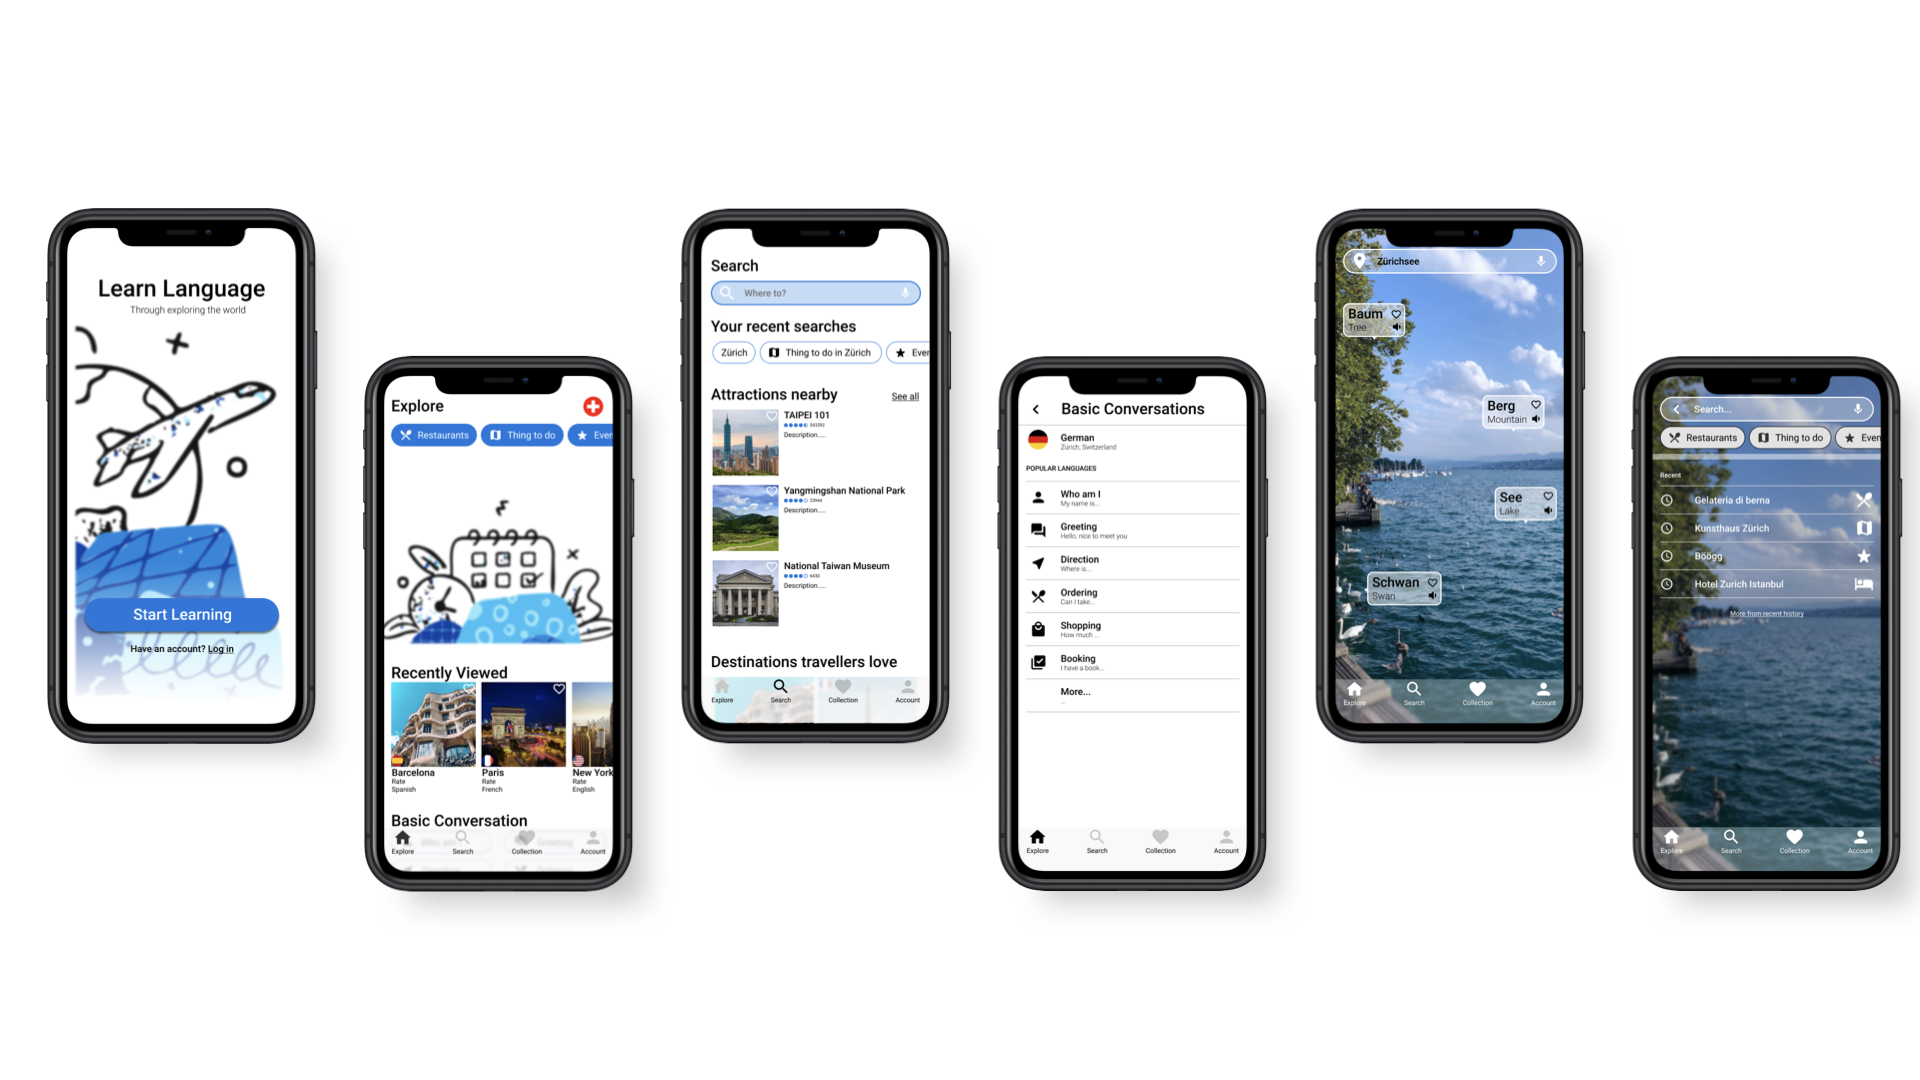 Learn Language
Through exploring the world
Start Learning
Have an account? Log in
Explore
Restaurants
Thing to do
Even
Recently Viewed
Barcelona
Rate
Spanish
Paris
Rate
French
New York
Rate
English
Basic Conversation
Explore
Search
Collection
Account
Search
Where to?
Your recent searches
Zürich
Thing to do in Zürich
Even
Attractions nearby
See all
TAIPEI 101
Description.....
Yangmingshan National Park
Description.....
National Taiwan Museum
6430
Description.....
Destinations travellers love
Explore
Search
Collection
Account
Basic Conversations
German
Zürich, Switzerland
POPULAR LANGUAGES
Who am I
My name is...
Greeting
Hello, nice to meet you
Direction
Where is...
Ordering
Can I take...
Shopping
How much ...
Booking
I have a book...
More...
...
Explore
Search
Collection
Account
Zürichsee
Baum
Tree
Berg
Mountain
See
Lake
Schwan
Swan
Explore
Search
Collection
Account
Search...
Restaurants
Thing to do
Even
Recent
Gelateria di berna
Kunsthaus Zürich
Böögg
Hotel Zurich Istanbul
More from recent history
Explore
Search
Collection
Account